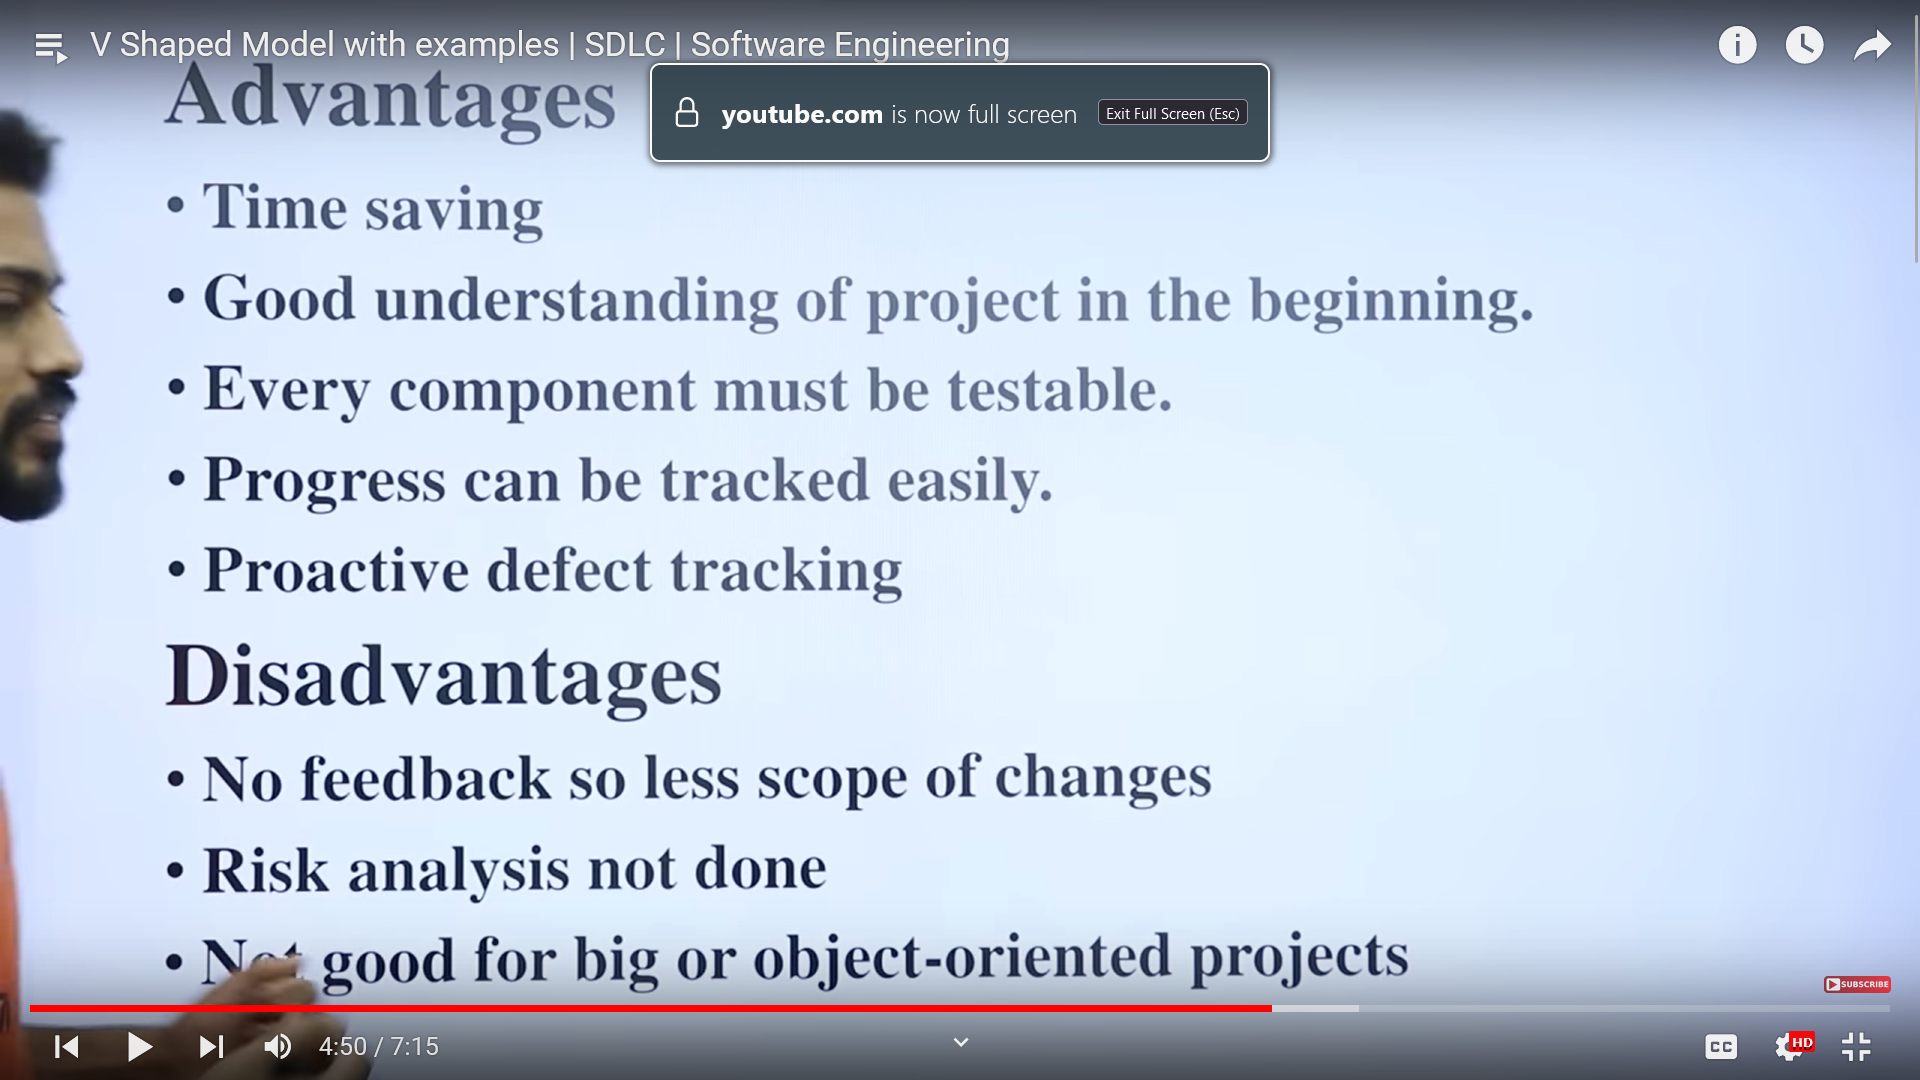 V Shaped Model with examples | SDLC | Software Engineering
Advantages
youtube.com is now full screen Exit Full Screen (Esc)
• Time saving
• Good understanding of project in the beginning.
• Every component must be testable.
• Progress can be tracked easily.
• Proactive defect tracking
Disadvantages
• No feedback so less scope of changes
• Risk analysis not done
• Not good for big or object-oriented projects
SUBSCRIBE
4:50 / 7:15
CC
HD